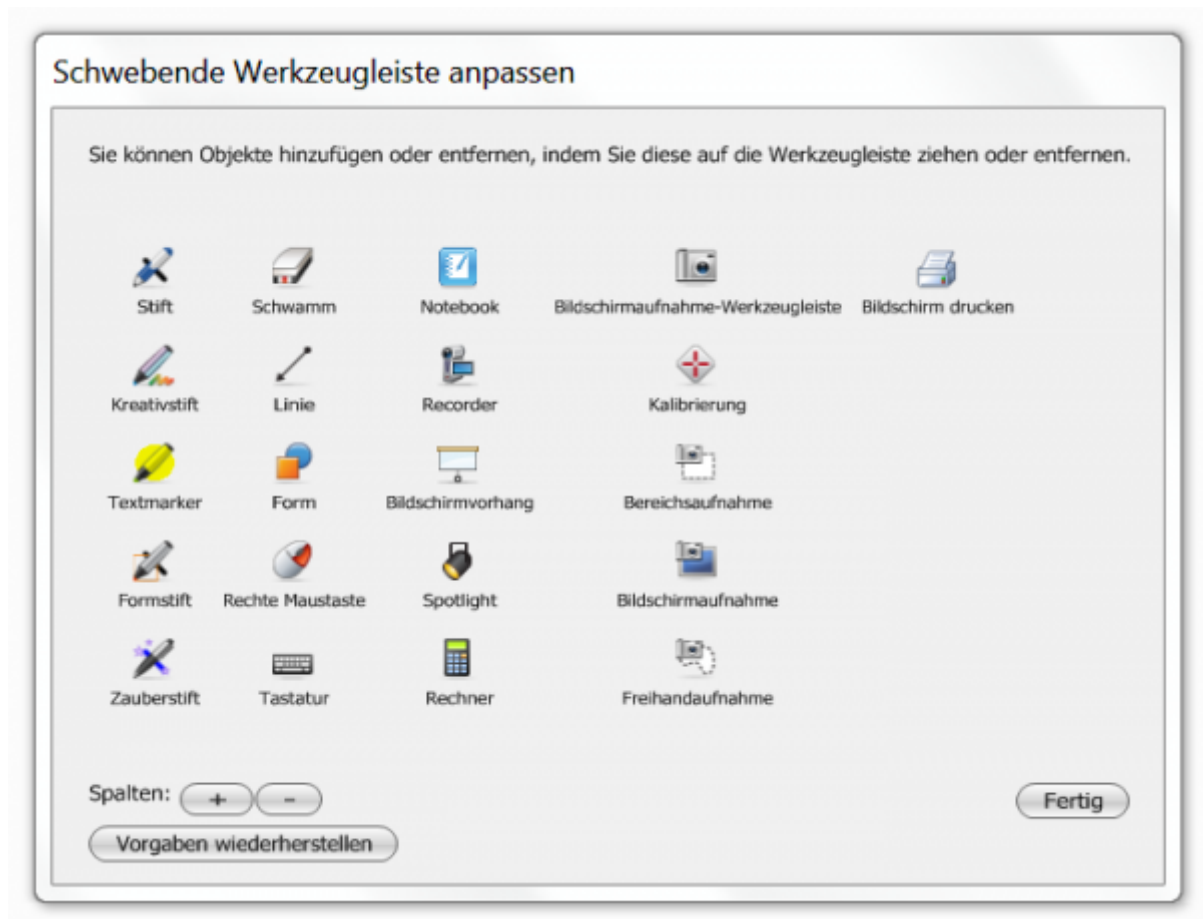 Schwebende Werkzeugleiste anpassen
Sie können Objekte hinzufügen oder entfernen, indem Sie diese auf die Werkzeugleiste ziehen oder entfernen.
Stift Schwamm Notebook Bildschirmaufnahme-Werkzeugleiste Bildschirm drucken
Kreativstift Linie Recorder Kalibrierung
Textmarker Form Bildschirmvorhang Bereichsaufnahme
Formstift Rechte Maustaste Spotlight Bildschirmaufnahme
Zauberstift Tastatur Rechner Freihandaufnahme
Spalten: + - Fertig
Vorgaben wiederherstellen